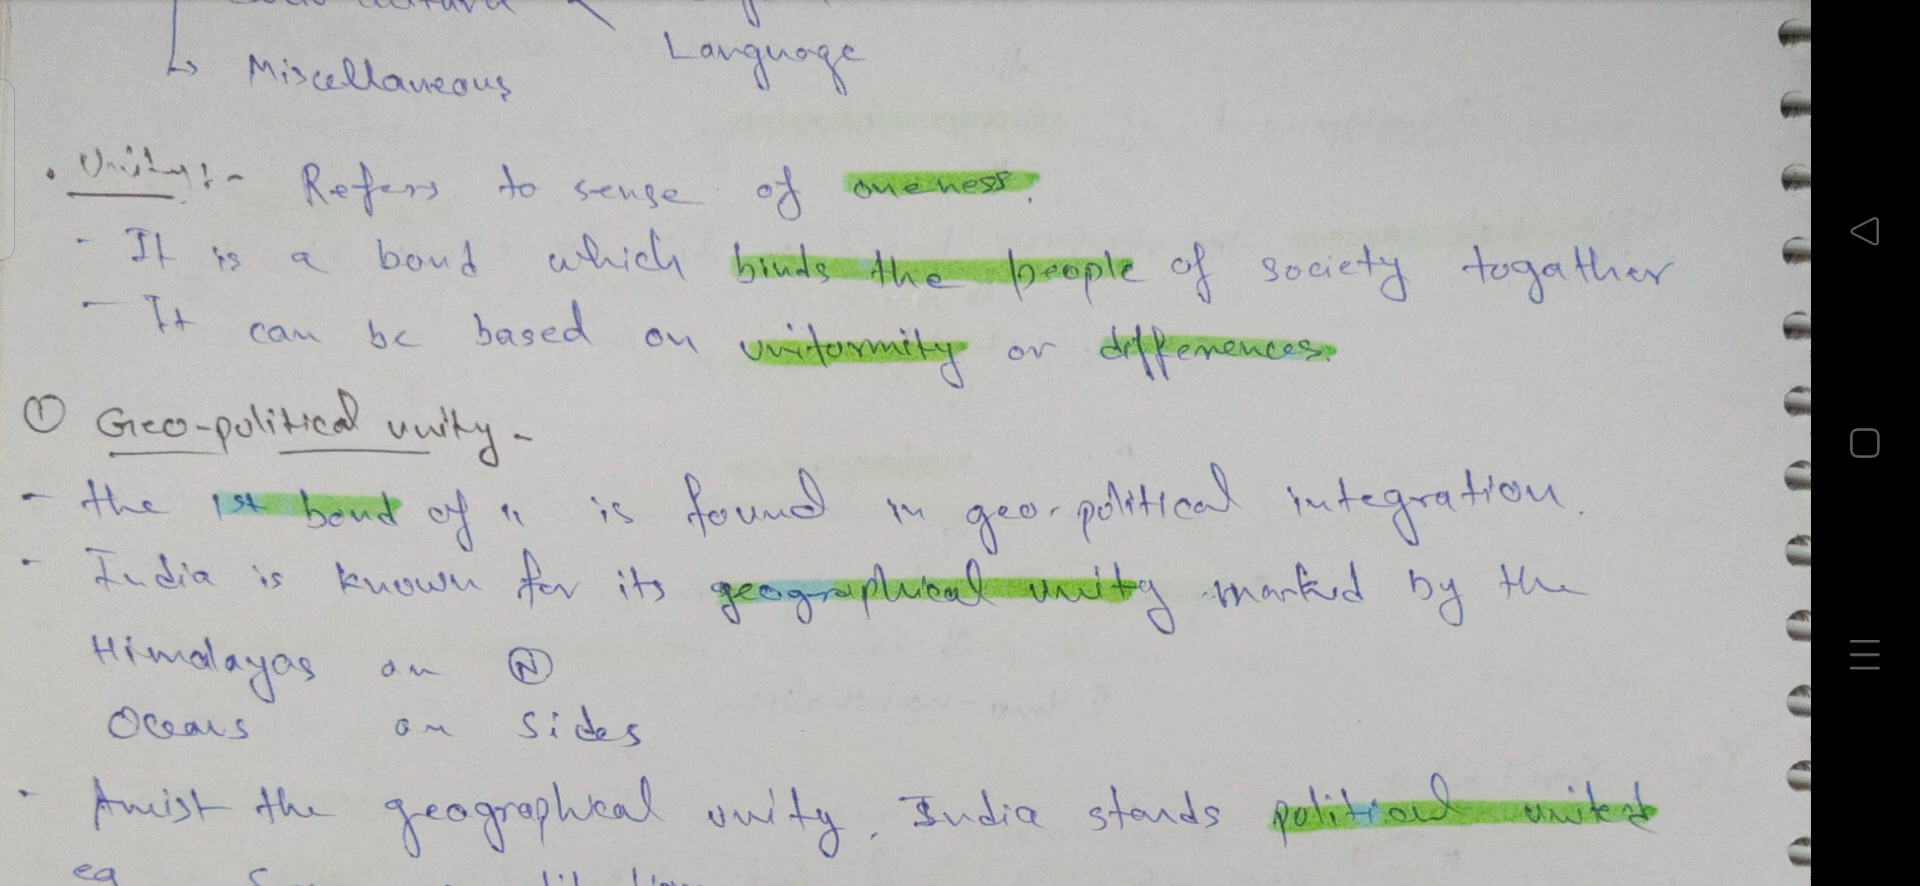 ↳ Miscellaneous
Language
. Unity:- Refers to sense of oneness.
- It is a bond which binds the people of society togather
- It can be based on uniformity or differences.
① Geo-political unity -
- the 1st bond of " is found in geo-political integration.
- India is known for its geographical unity marked by the
Himalayas on Ⓝ
Oceans on sides
- Amist the geographical unity, India stands political united
eg